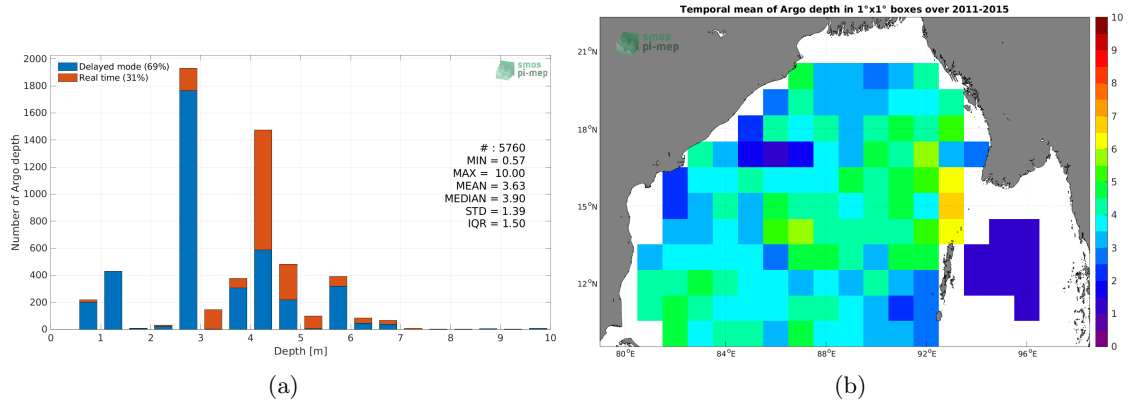 Delayed mode (69%)
Real time (31%)
smos
pi-mep
Number of Argo depth
2000
1800
1600
1400
1200
1000
800
600
400
200
0
# : 5760
MIN = 0.57
MAX = 10.00
MEAN = 3.63
MEDIAN = 3.90
STD = 1.39
IQR = 1.50
0 1 2 3 4 5 6 7 8 9 10
Depth [m]
(a)
Temporal mean of Argo depth in 1°x1° boxes over 2011-2015
smos
pi-mep
21°N
18°N
15°N
12°N
80°E 84°E 88°E 92°E 96°E
10
9
8
7
6
5
4
3
2
1
0
(b)